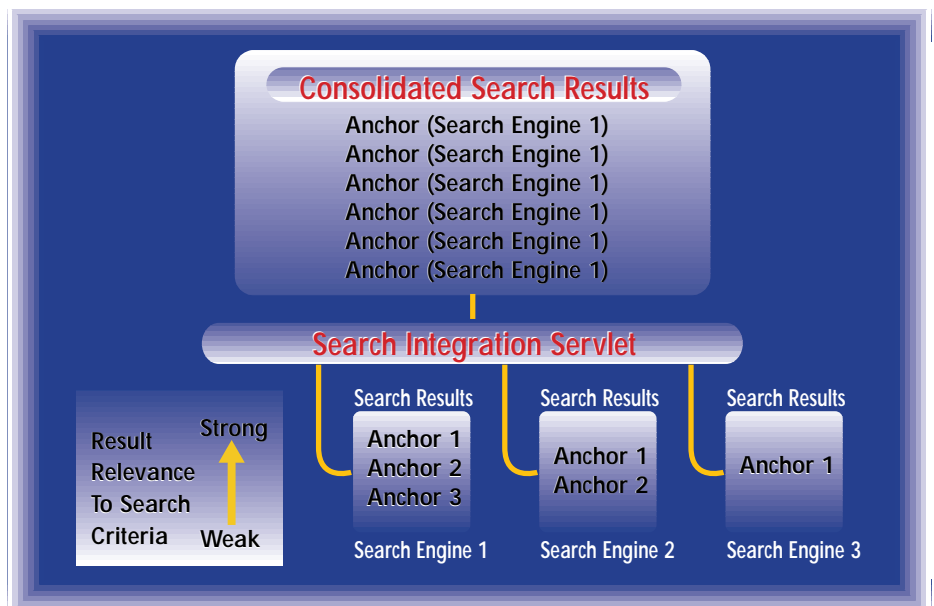 Consolidated Search Results
Anchor (Search Engine 1)
Anchor (Search Engine 1)
Anchor (Search Engine 1)
Anchor (Search Engine 1)
Anchor (Search Engine 1)
Anchor (Search Engine 1)
Search Integration Servlet
Result
Relevance
To Search
Criteria
Strong
Weak
Search Results
Anchor 1
Anchor 2
Anchor 3
Search Engine 1
Search Results
Anchor 1
Anchor 2
Search Engine 2
Search Results
Anchor 1
Search Engine 3